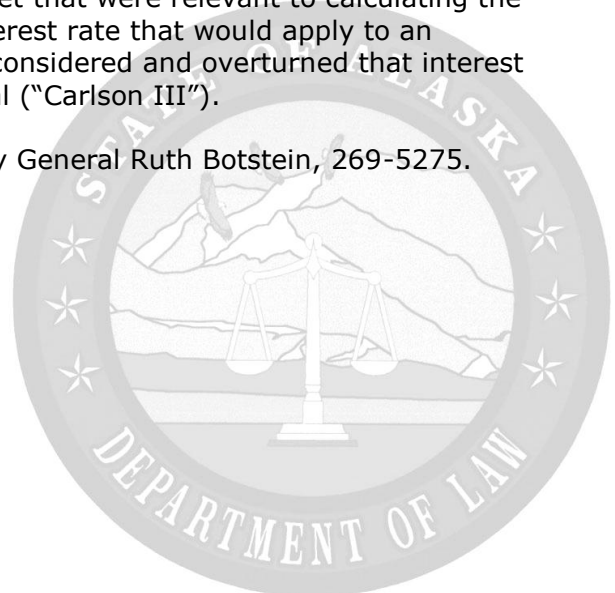 et that were relevant to calculating the
erest rate that would apply to an
considered and overturned that interest
al (“Carlson III”).
y General Ruth Botstein, 269-5275.
STATE OF ALASKA
DEPARTMENT OF LAW